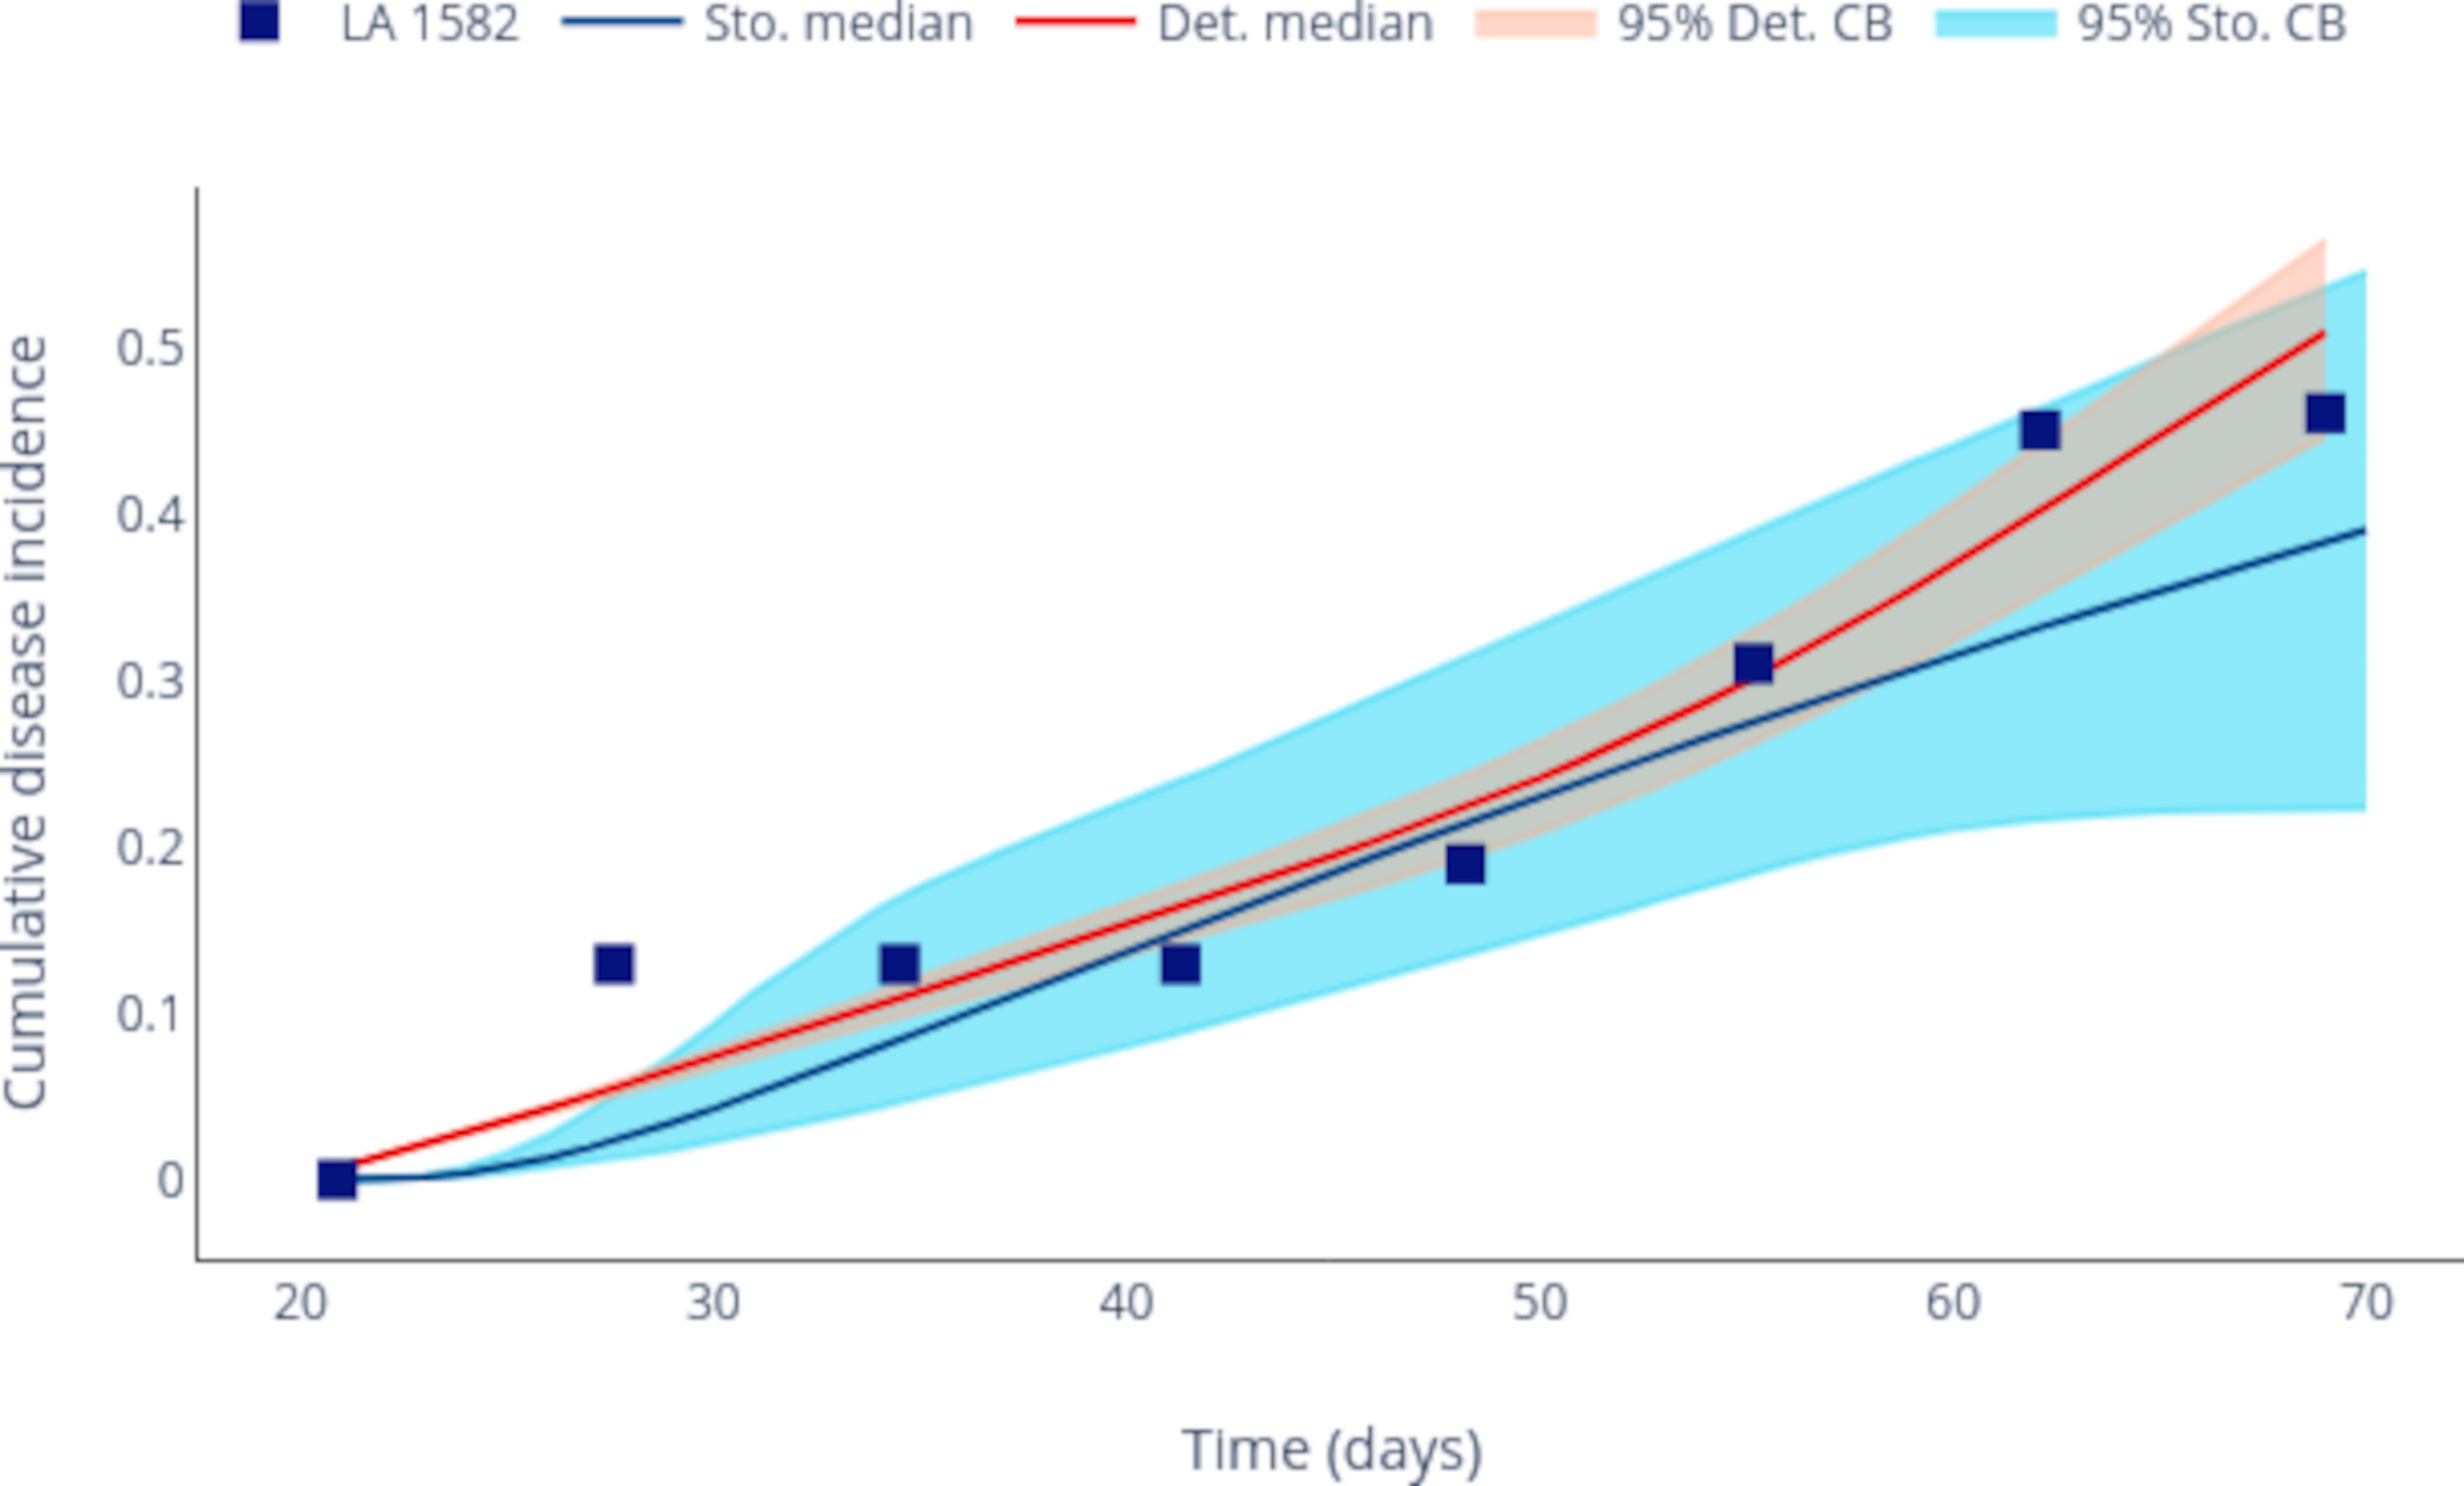 LA 1582 Sto. median Det. median 95% Det. CB 95% Sto. CB
Cumulative disease incidence
0.5
0.4
0.3
0.2
0.1
0
20 30 40 50 60 70
Time (days)